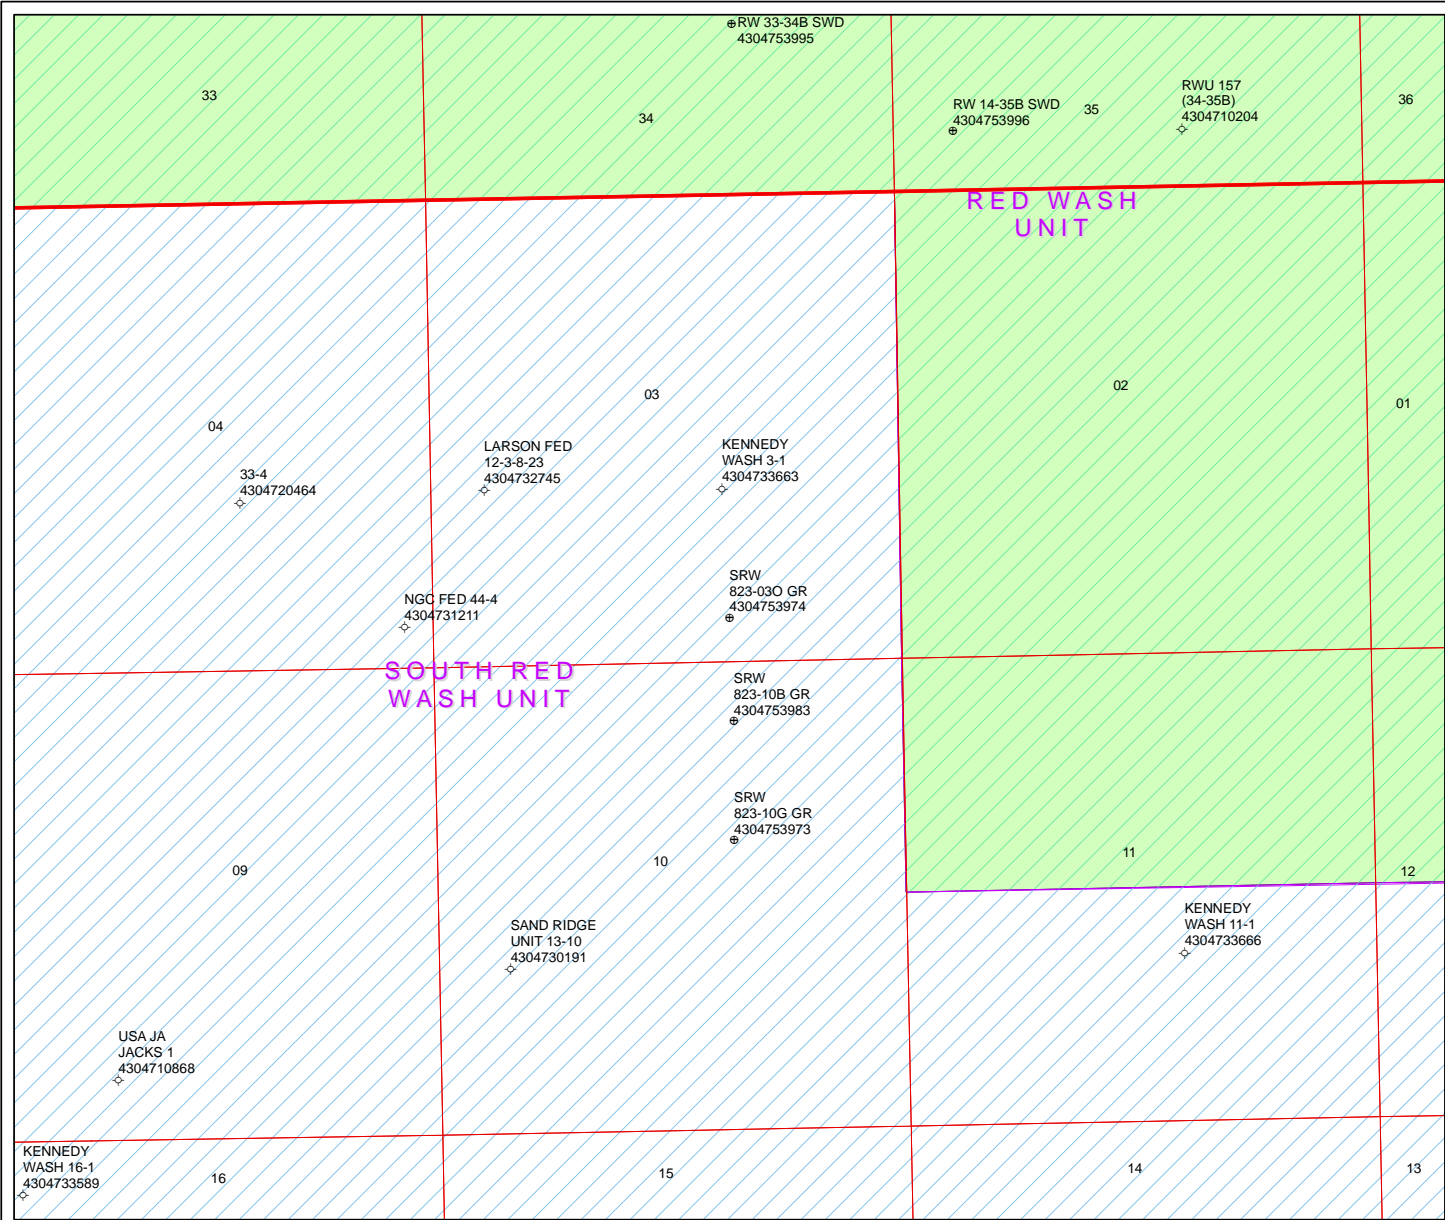 RW 33-34B SWD
4304753995
33
34
RW 14-35B SWD
4304753996
35
RWU 157
(34-35B)
4304710204
36
RED WASH
UNIT
04
33-4
4304720464
03
LARSON FED
12-3-8-23
4304732745
KENNEDY
WASH 3-1
4304733663
02
01
NGC FED 44-4
4304731211
SRW
823-03O GR
4304753974
SOUTH RED
WASH UNIT
SRW
823-10B GR
4304753983
SRW
823-10G GR
4304753973
09
10
11
12
SAND RIDGE
UNIT 13-10
4304730191
KENNEDY
WASH 11-1
4304733666
USA JA
JACKS 1
4304710868
KENNEDY
WASH 16-1
4304733589
16
15
14
13